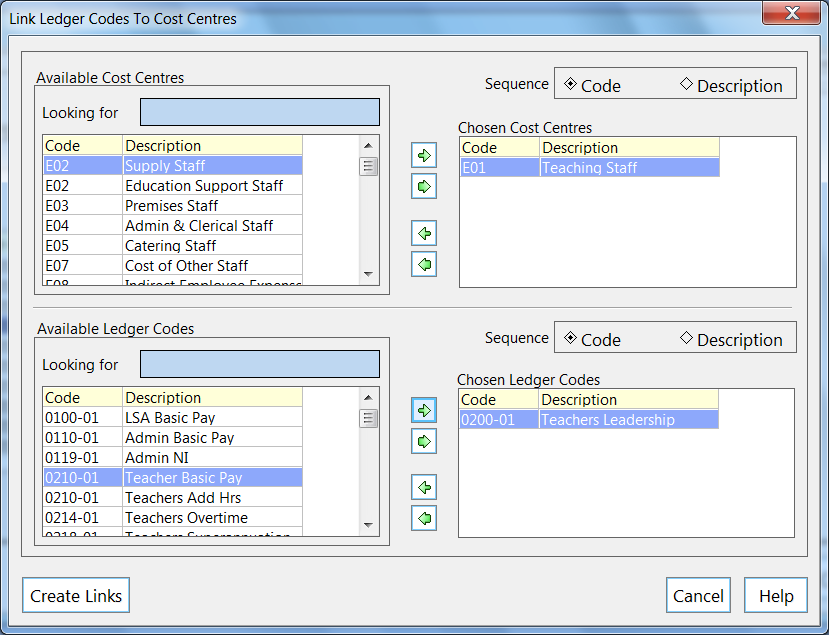 Link Ledger Codes To Cost Centres
Available Cost Centres
Sequence Code Description
Looking for
Chosen Cost Centres
Code Description
E02 Supply Staff
E02 Education Support Staff
E03 Premises Staff
E04 Admin & Clerical Staff
E05 Catering Staff
E07 Cost of Other Staff
E08 Indirect Employee Expense
Code Description
E01 Teaching Staff
Available Ledger Codes
Sequence Code Description
Looking for
Chosen Ledger Codes
Code Description
0100-01 LSA Basic Pay
0110-01 Admin Basic Pay
0119-01 Admin NI
0210-01 Teacher Basic Pay
0210-01 Teachers Add Hrs
0214-01 Teachers Overtime
0218-01 Teachers Superannuation
Code Description
0200-01 Teachers Leadership
Create Links
Cancel
Help